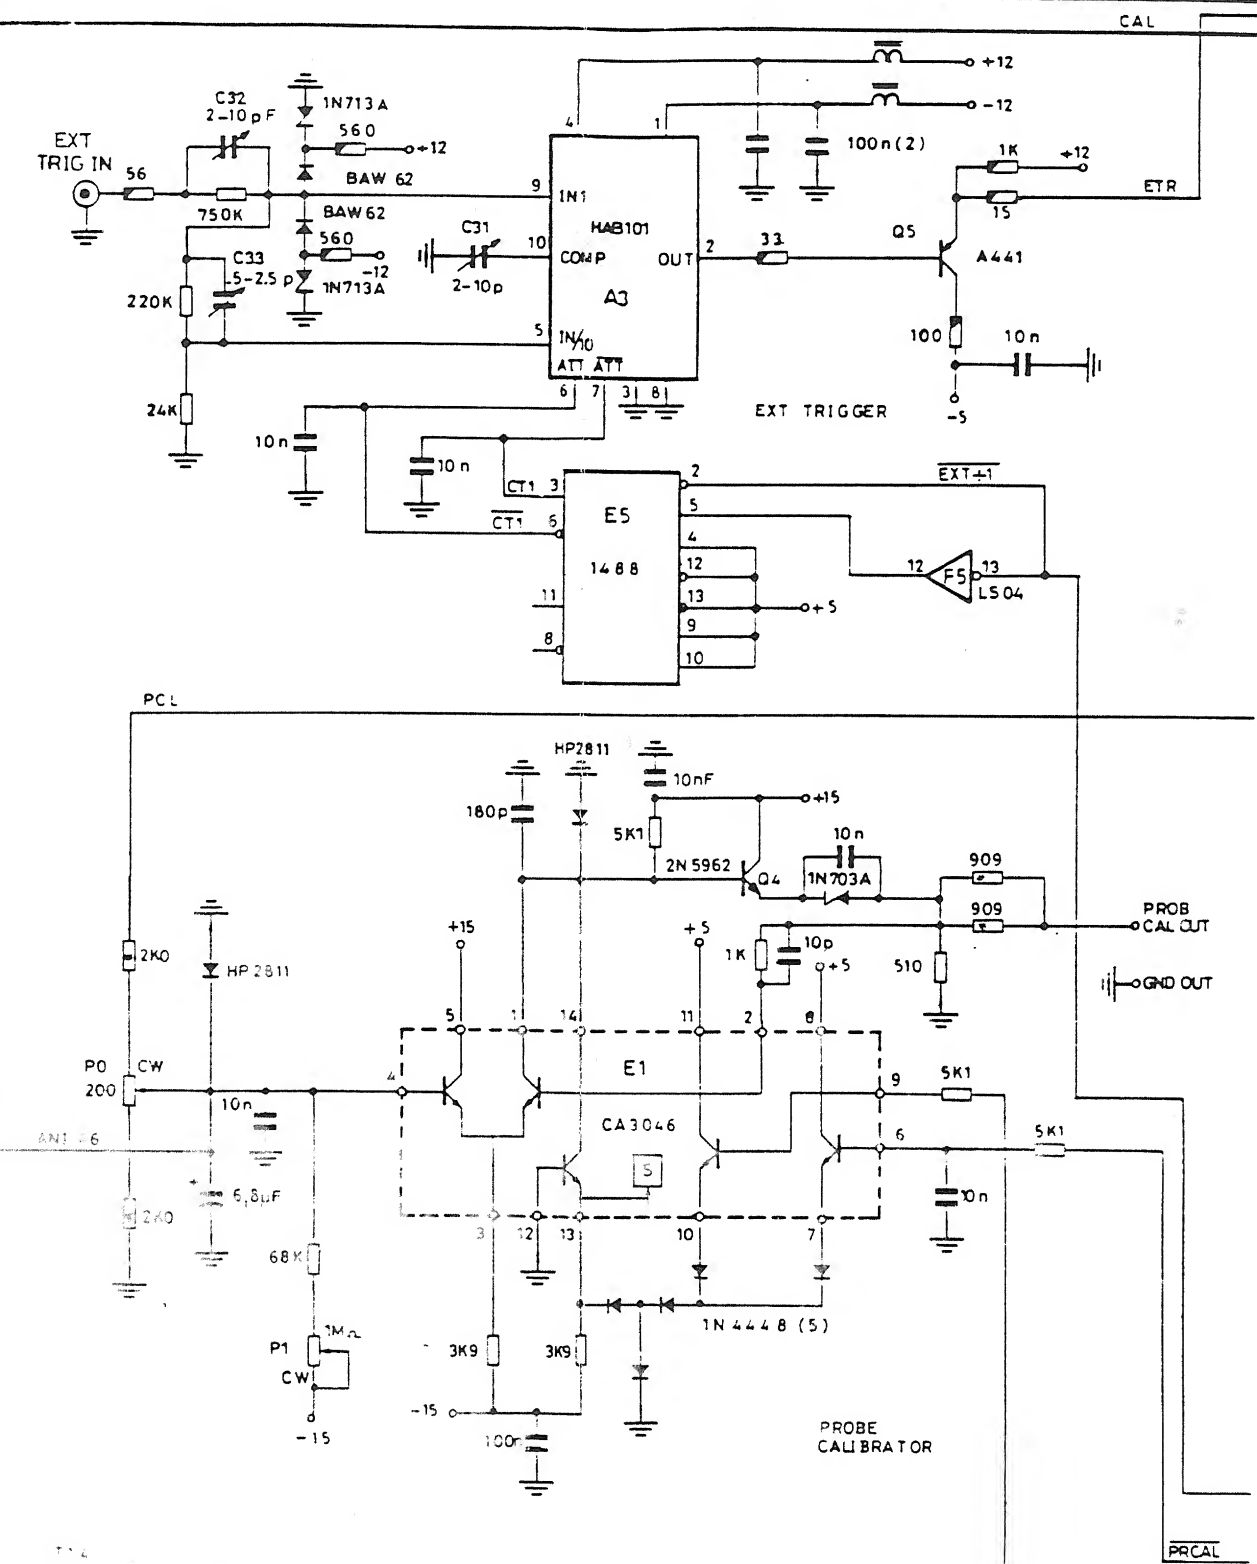 CAL
C32
2-10pF
1N713A
560
+12
EXT
TRIG IN
56
750K
BAW 62
BAW62
560
-12
1N713A
C33
.5-2.5 p
220K
24K
C31
2-10p
4
1
9
IN1
HAB101
10
COMP
OUT
2
A3
5
IN/10
ATT
ATT
6
7
3
8
+12
-12
100n(2)
1K
+12
15
ETR
Q5
A441
33
100
10n
-5
EXT TRIGGER
10n
10n
CT1
3
CT1
6
E5
1488
11
8
2
5
4
12
13
9
10
+5
EXT÷1
12
F5
13
LS04
PCL
HP2811
10nF
180p
5K1
+15
2N5962
Q4
10n
1N703A
909
909
PROB
CAL OUT
510
GND OUT
2K0
HP2811
+15
+5
1K
10p
+5
5
1
14
11
2
8
E1
P0
CW
200
4
10n
9
5K1
CA3046
6
5K1
S
+
6,8µF
2K0
10n
3
12
13
10
7
68K
1N4448 (5)
P1
1MΩ
CW
-15
3K9
3K9
-15
100n
PROBE
CALIBRATOR
PRCAL